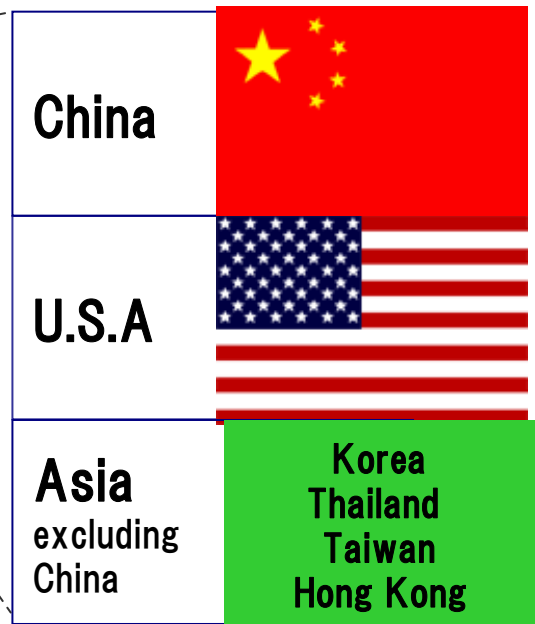 China
U.S.A
Asia
excluding
China
Korea
Thailand
Taiwan
Hong Kong